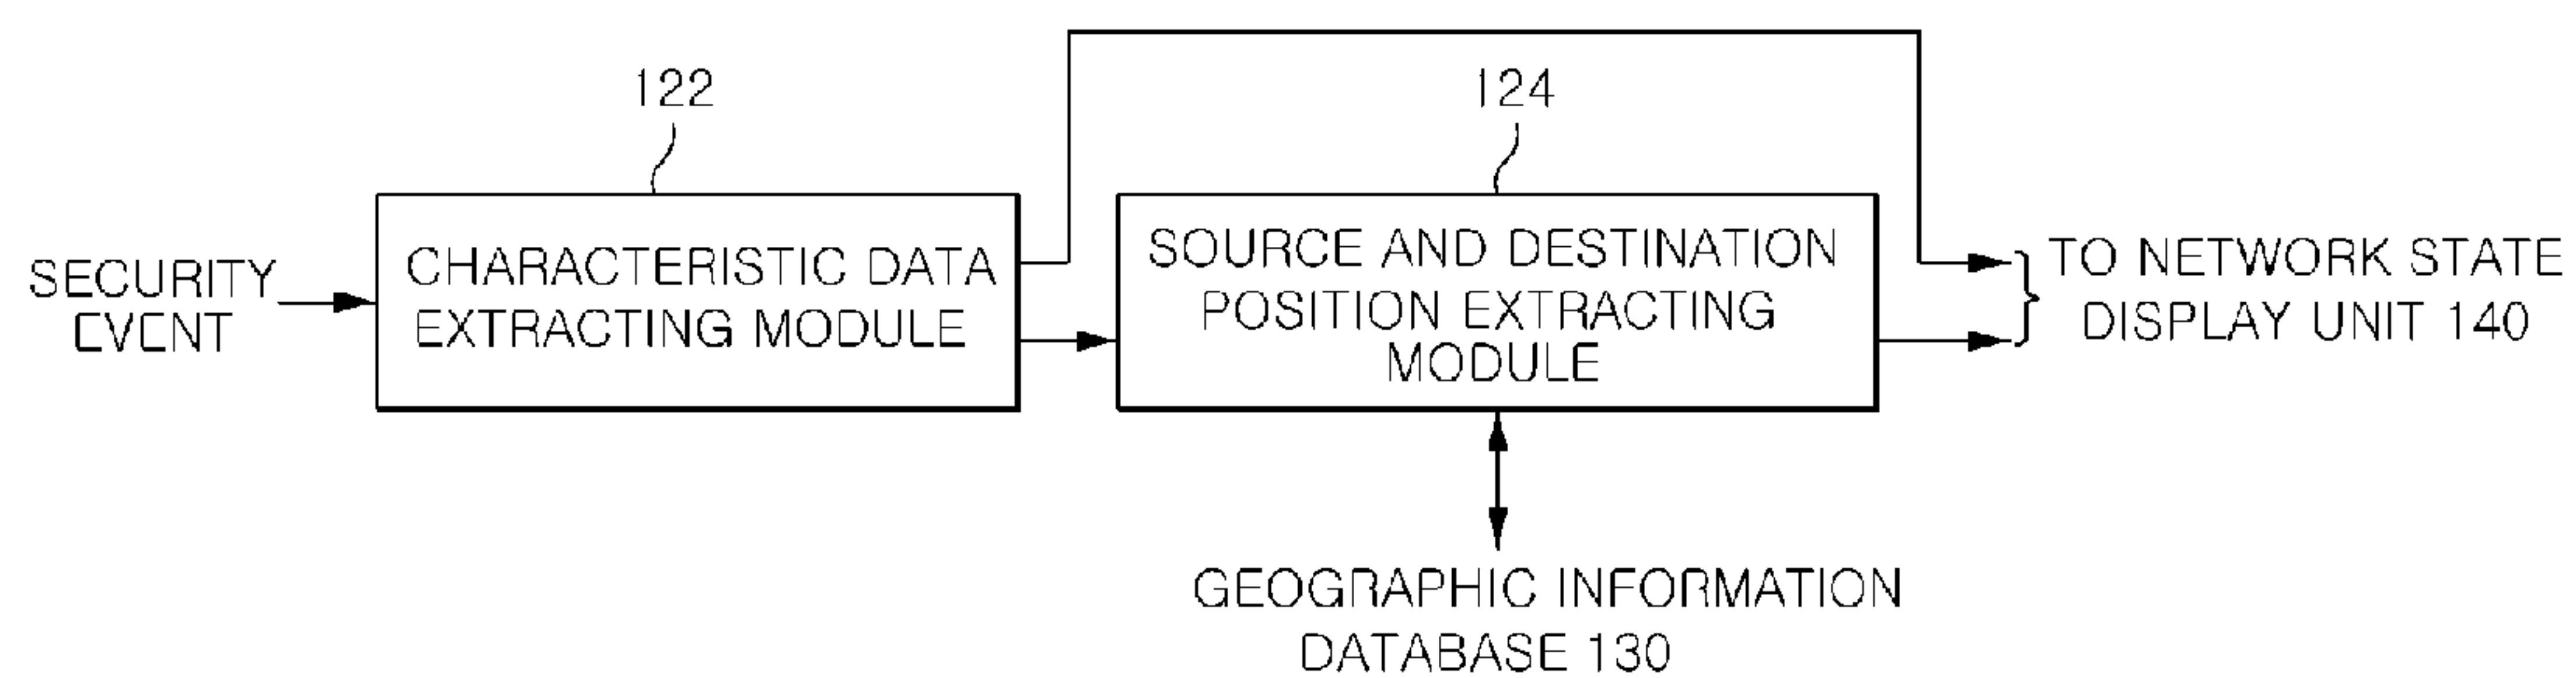 122
124
SECURITY
EVENT
CHARACTERISTIC DATA
EXTRACTING MODULE
SOURCE AND DESTINATION
POSITION EXTRACTING
MODULE
TO NETWORK STATE
DISPLAY UNIT 140
GEOGRAPHIC INFORMATION
DATABASE 130